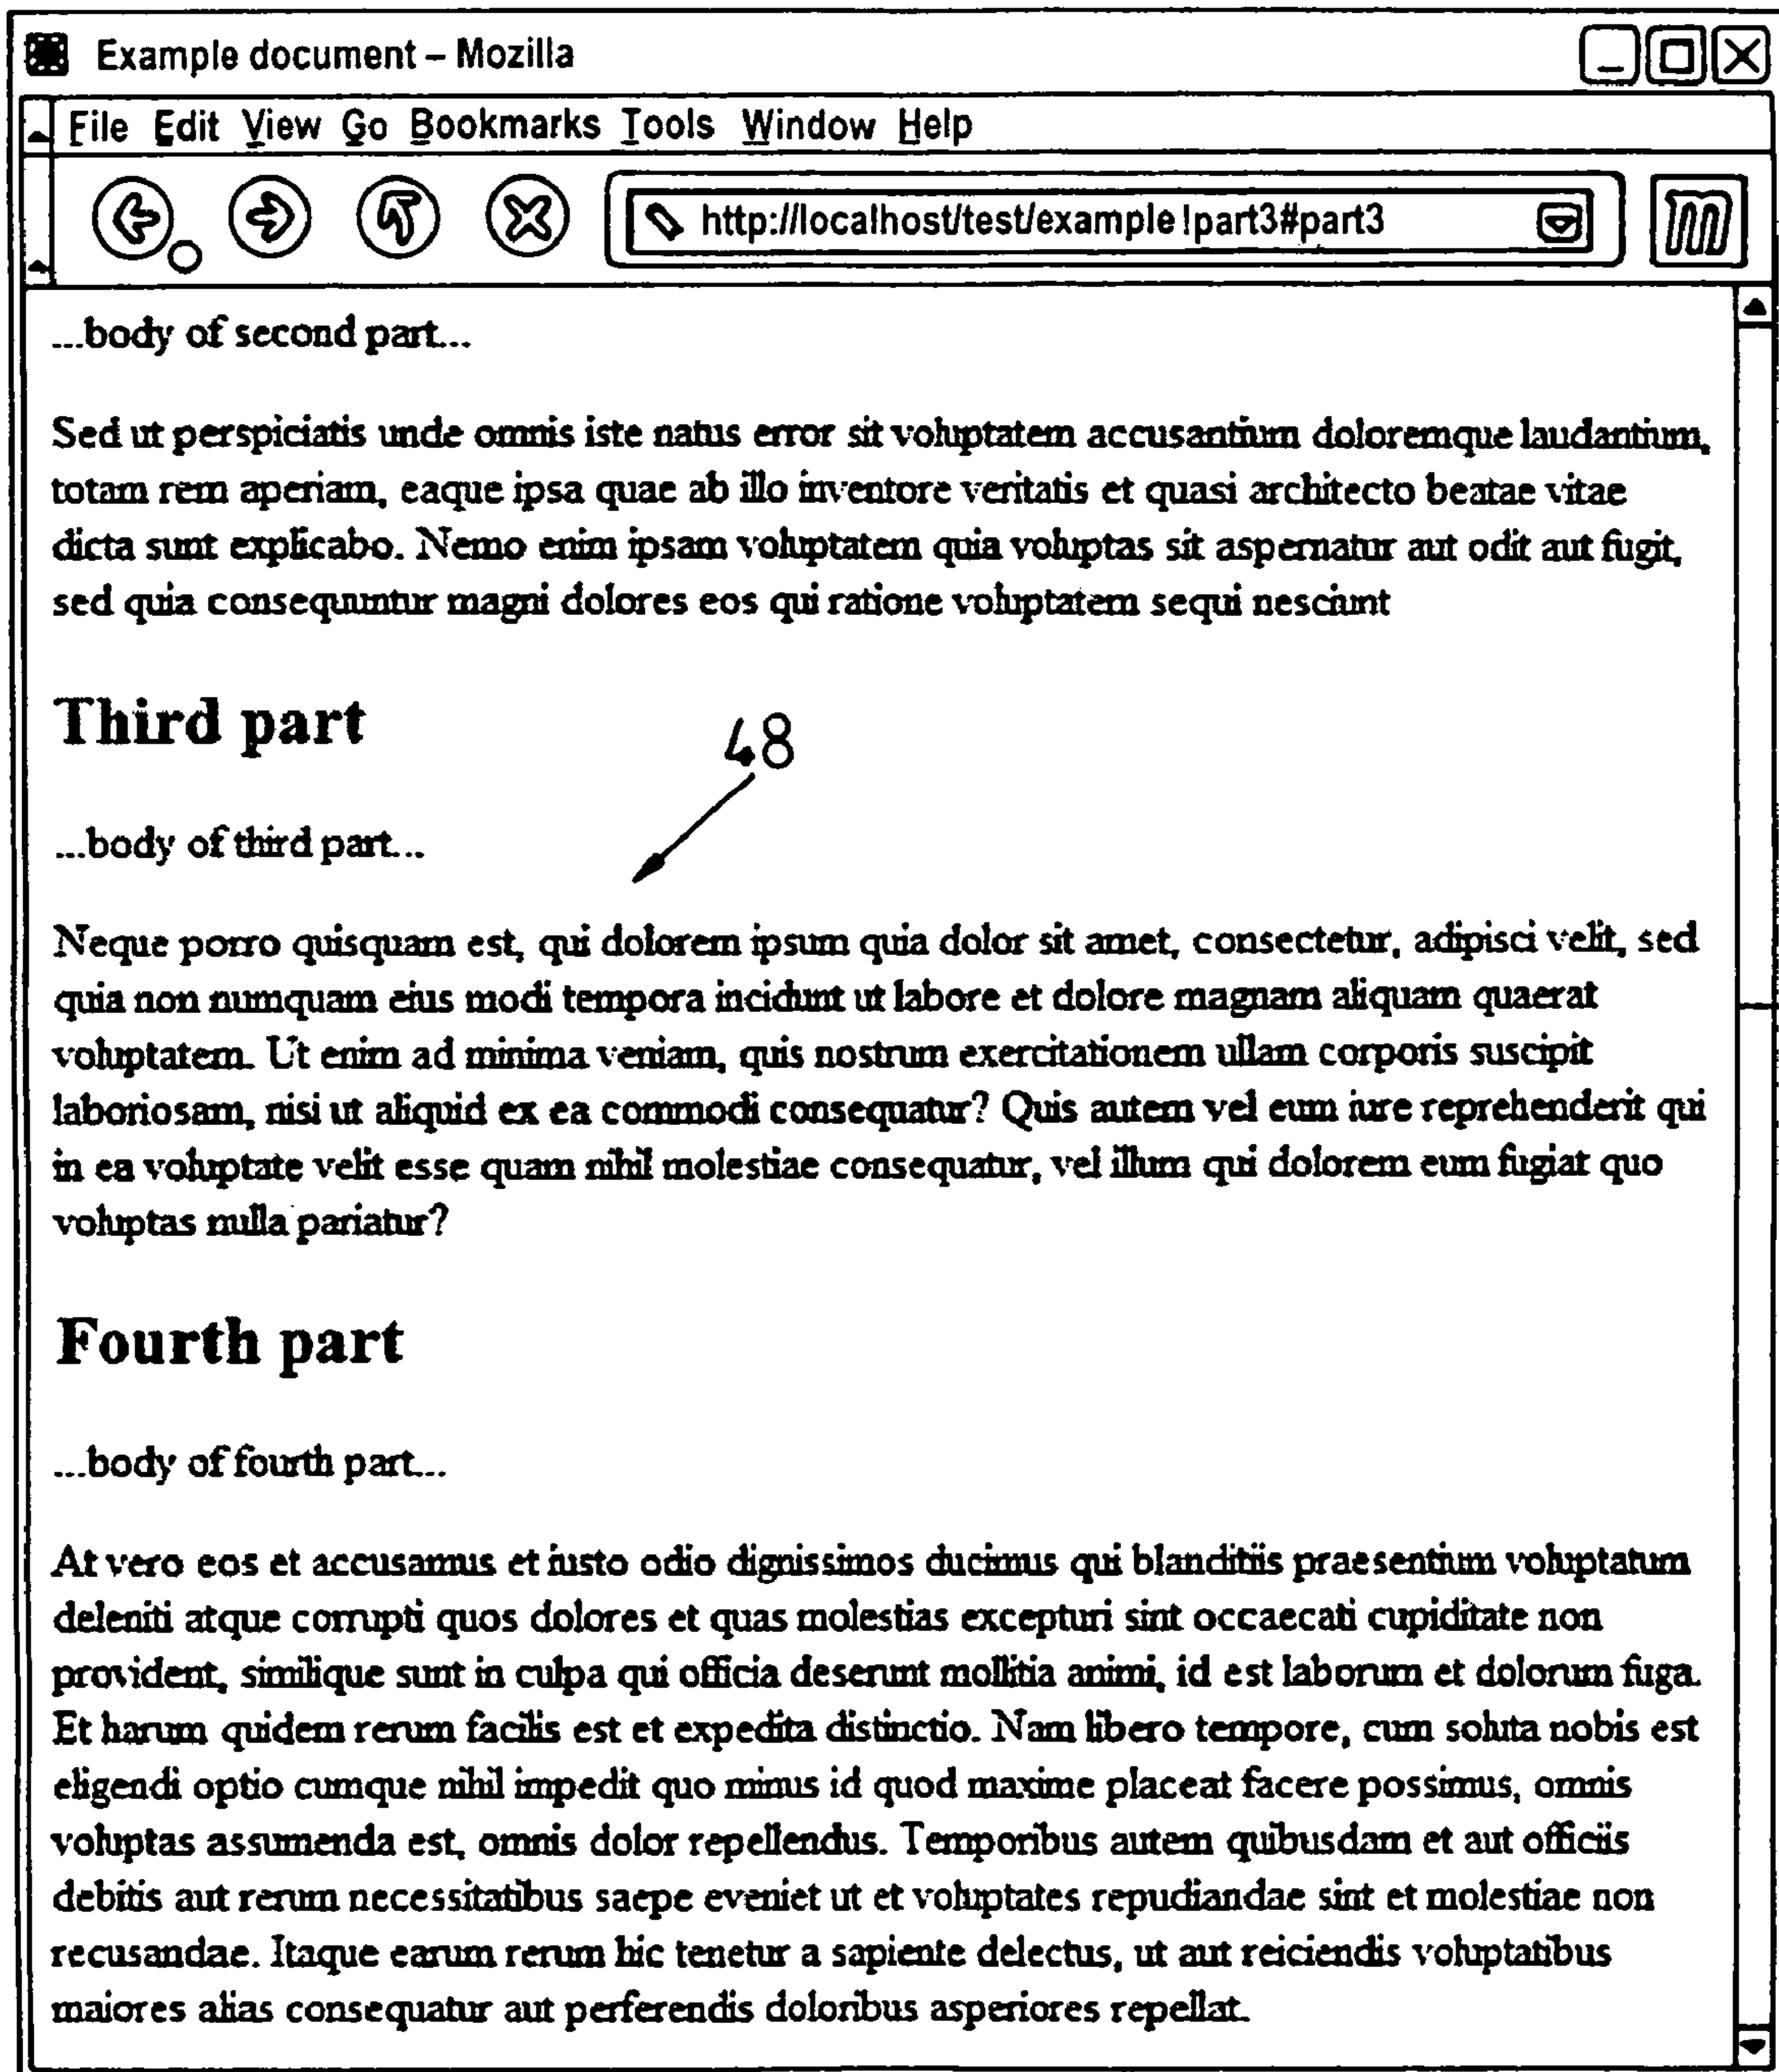 Example document – Mozilla
File Edit View Go Bookmarks Tools Window Help
http://localhost/test/example!part3#part3
m
...body of second part...
Sed ut perspiciatis unde omnis iste natus error sit voluptatem accusantium doloremque laudantium,
totam rem aperiam, eaque ipsa quae ab illo inventore veritatis et quasi architecto beatae vitae
dicta sunt explicabo. Nemo enim ipsam voluptatem quia voluptas sit aspernatur aut odit aut fugit,
sed quia consequuntur magni dolores eos qui ratione voluptatem sequi nesciunt
Third part
48
...body of third part...
Neque porro quisquam est, qui dolorem ipsum quia dolor sit amet, consectetur, adipisci velit, sed
quia non numquam eius modi tempora incidunt ut labore et dolore magnam aliquam quaerat
voluptatem. Ut enim ad minima veniam, quis nostrum exercitationem ullam corporis suscipit
laboriosam, nisi ut aliquid ex ea commodi consequatur? Quis autem vel eum iure reprehenderit qui
in ea voluptate velit esse quam nihil molestiae consequatur, vel illum qui dolorem eum fugiat quo
voluptas nulla pariatur?
Fourth part
...body of fourth part...
At vero eos et accusamus et iusto odio dignissimos ducimus qui blanditiis praesentium voluptatum
deleniti atque corrupti quos dolores et quas molestias excepturi sint occaecati cupiditate non
provident, similique sunt in culpa qui officia deserunt mollitia animi, id est laborum et dolorum fuga.
Et harum quidem rerum facilis est et expedita distinctio. Nam libero tempore, cum soluta nobis est
eligendi optio cumque nihil impedit quo minus id quod maxime placeat facere possimus, omnis
voluptas assumenda est, omnis dolor repellendus. Temporibus autem quibusdam et aut officiis
debitis aut rerum necessitatibus saepe eveniet ut et voluptates repudiandae sint et molestiae non
recusandae. Itaque earum rerum hic tenetur a sapiente delectus, ut aut reiciendis voluptatibus
maiores alias consequatur aut perferendis doloribus asperiores repellat.